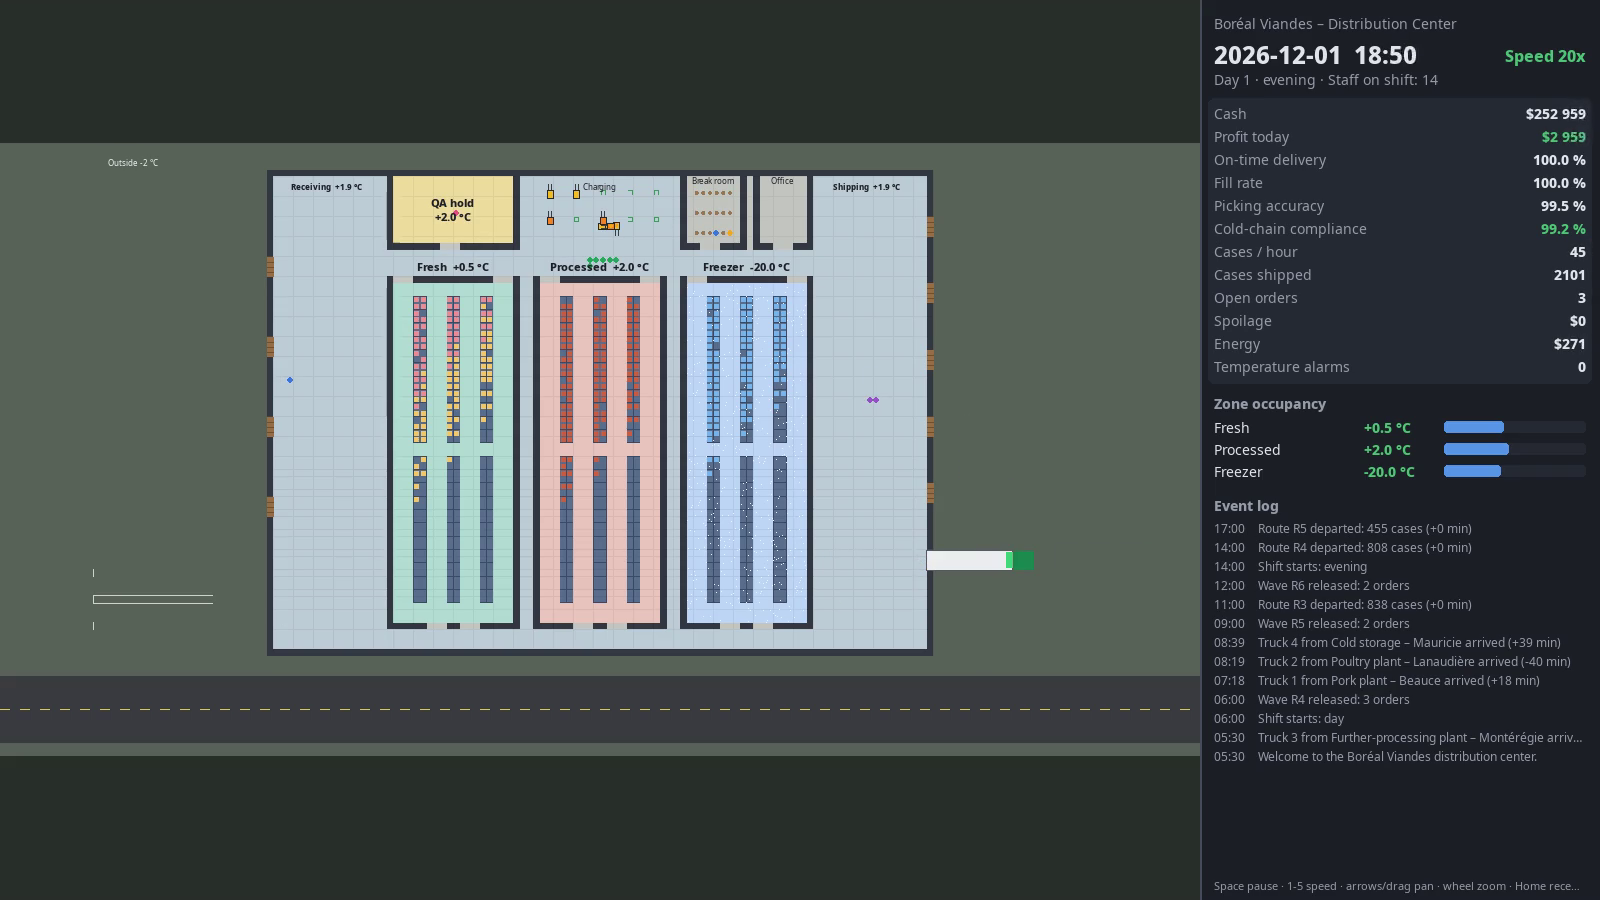 Outside -2 °C
Receiving +1.9 °C
QA hold
+2.0 °C
Charging
Break room
Office
Shipping +1.9 °C
Fresh +0.5 °C
Processed +2.0 °C
Freezer -20.0 °C
Boréal Viandes – Distribution Center
2026-12-01 18:50
Speed 20x
Day 1 · evening · Staff on shift: 14
Cash $252 959
Profit today $2 959
On-time delivery 100.0 %
Fill rate 100.0 %
Picking accuracy 99.5 %
Cold-chain compliance 99.2 %
Cases / hour 45
Cases shipped 2101
Open orders 3
Spoilage $0
Energy $271
Temperature alarms 0
Zone occupancy
Fresh +0.5 °C
Processed +2.0 °C
Freezer -20.0 °C
Event log
17:00 Route R5 departed: 455 cases (+0 min)
14:00 Route R4 departed: 808 cases (+0 min)
14:00 Shift starts: evening
12:00 Wave R6 released: 2 orders
11:00 Route R3 departed: 838 cases (+0 min)
09:00 Wave R5 released: 2 orders
08:39 Truck 4 from Cold storage – Mauricie arrived (+39 min)
08:19 Truck 2 from Poultry plant – Lanaudière arrived (-40 min)
07:18 Truck 1 from Pork plant – Beauce arrived (+18 min)
06:00 Wave R4 released: 3 orders
06:00 Shift starts: day
05:30 Truck 3 from Further-processing plant – Montérégie arriv...
05:30 Welcome to the Boréal Viandes distribution center.
Space pause · 1-5 speed · arrows/drag pan · wheel zoom · Home rece...